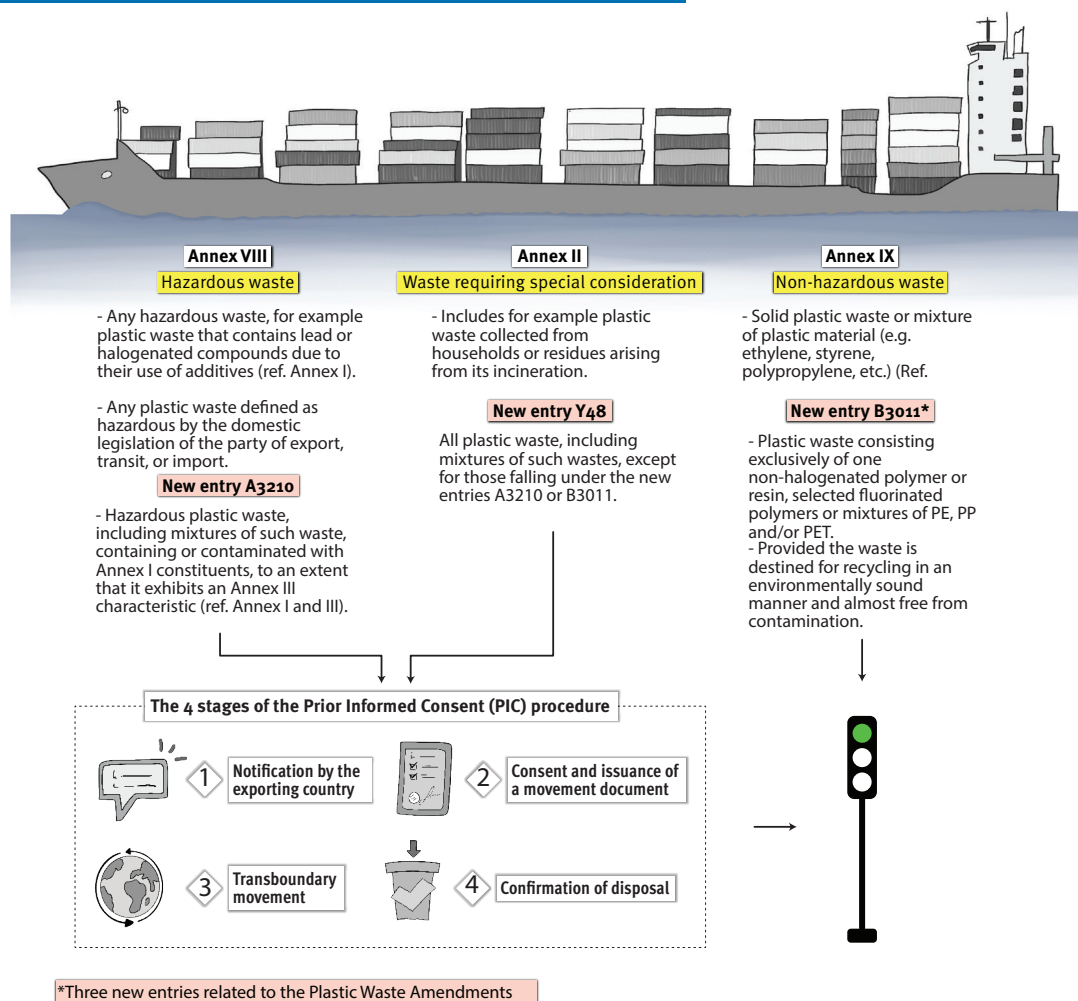 Annex VIII
Hazardous waste
- Any hazardous waste, for example
plastic waste that contains lead or
halogenated compounds due to
their use of additives (ref. Annex I).
- Any plastic waste defined as
hazardous by the domestic
legislation of the party of export,
transit, or import.
New entry A3210
- Hazardous plastic waste,
including mixtures of such waste,
containing or contaminated with
Annex I constituents, to an extent
that it exhibits an Annex III
characteristic (ref. Annex I and III).
Annex II
Waste requiring special consideration
- Includes for example plastic
waste collected from
households or residues arising
from its incineration.
New entry Y48
All plastic waste, including
mixtures of such wastes, except
for those falling under the new
entries A3210 or B3011.
Annex IX
Non-hazardous waste
- Solid plastic waste or mixture
of plastic material (e.g.
ethylene, styrene,
polypropylene, etc.) (Ref.
New entry B3011*
- Plastic waste consisting
exclusively of one
non-halogenated polymer or
resin, selected fluorinated
polymers or mixtures of PE, PP
and/or PET.
- Provided the waste is
destined for recycling in an
environmentally sound
manner and almost free from
contamination.
The 4 stages of the Prior Informed Consent (PIC) procedure
1
Notification by the
exporting country
2
Consent and issuance of
a movement document
3
Transboundary
movement
4
Confirmation of disposal
*Three new entries related to the Plastic Waste Amendments